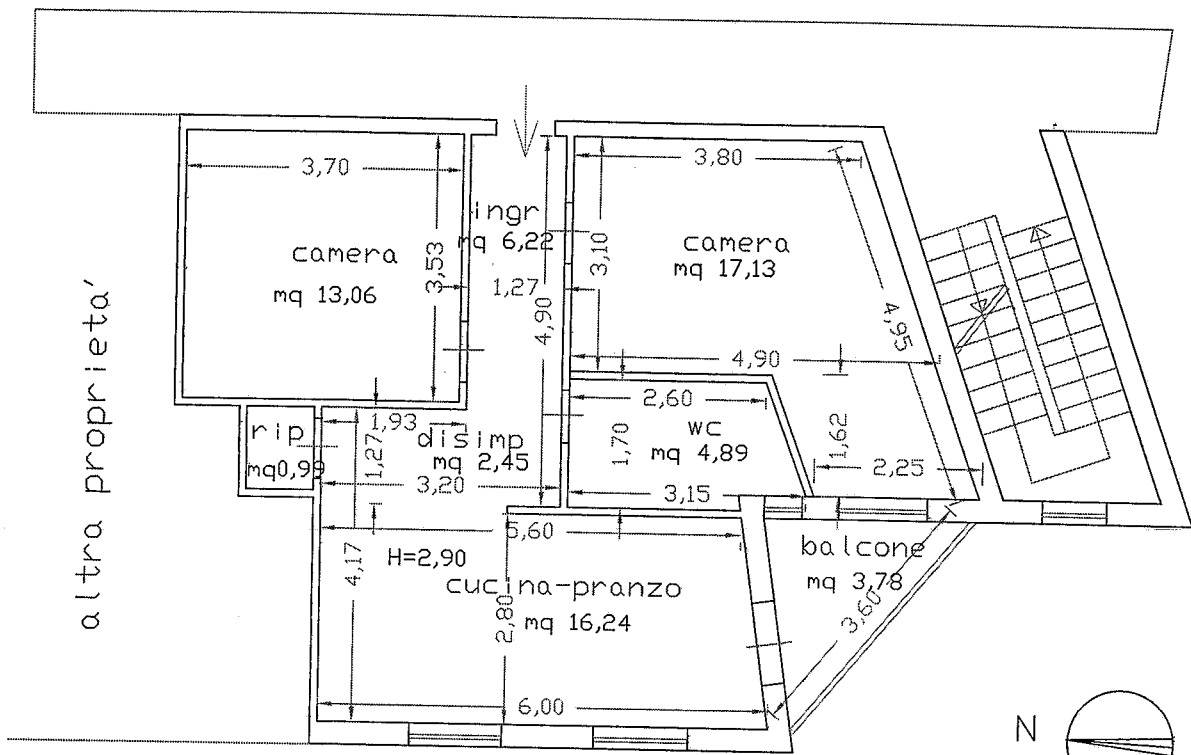 3,70
3,80
ingr
mq 6,22
camera
mq 13,06
3,53
1,27
4,90
3,10
camera
mq 17,13
4,95
4,90
altra proprieta'
rip
mq0,99
1,93
1,27
disimp
mq 2,45
3,20
2,60
1,70
wc
mq 4,89
3,15
1,62
2,25
5,60
4,17
H=2,90
cucina-pranzo
mq 16,24
2,80
6,00
balcone
mq 3,78
3,60
N